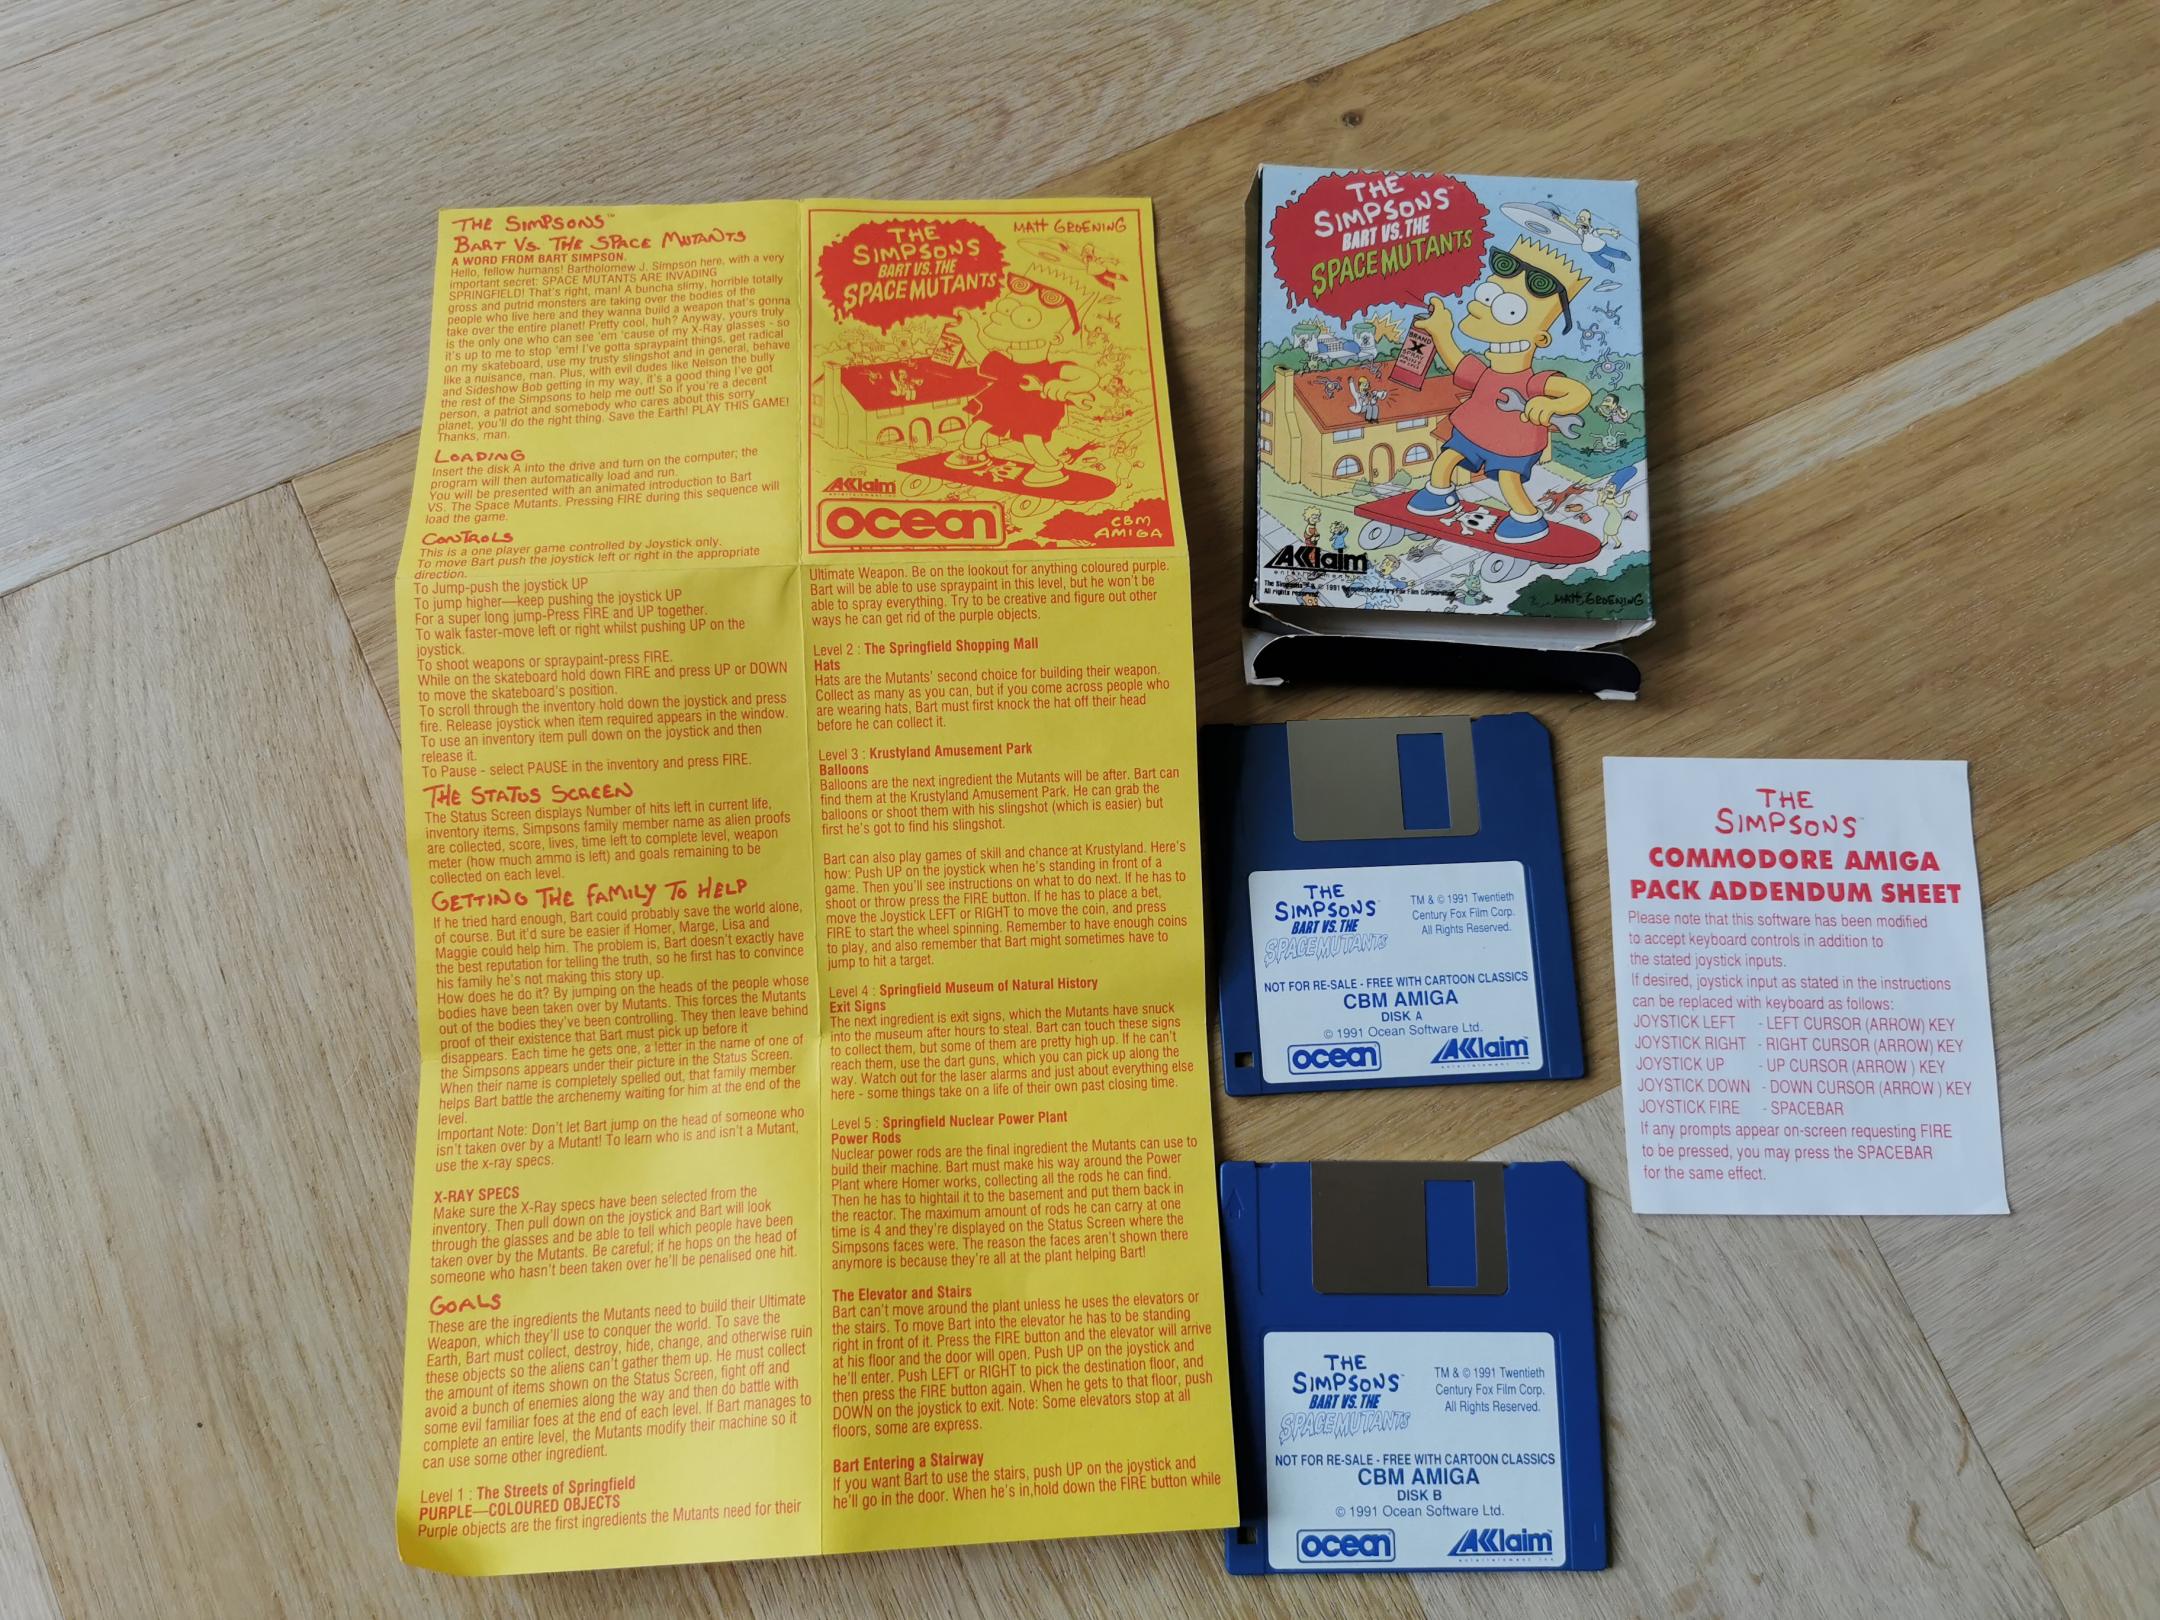 THE SIMPSONS™
BART VS. THE SPACE MUTANTS
A WORD FROM BART SIMPSON.
Hello, fellow humans! Bartholomew J. Simpson here, with a very
important secret: SPACE MUTANTS ARE INVADING
SPRINGFIELD! That's right, man! A buncha slimy, horrible totally
gross and putrid monsters are taking over the bodies of the
people who live here and they wanna build a weapon that's gonna
take over the entire planet! Pretty cool, huh? Anyway, yours truly
is the only one who can see 'em 'cause of my X-Ray glasses - so
it's up to me to stop 'em! I've gotta spraypaint things, get radical
on my skateboard, use my trusty slingshot and in general, behave
like a nuisance, man. Plus, with evil dudes like Nelson the bully
and Sideshow Bob getting in my way, it's a good thing I've got
the rest of the Simpsons to help me out! So if you're a decent
person, a patriot and somebody who cares about this sorry
planet, you'll do the right thing. Save the Earth! PLAY THIS GAME!
Thanks, man.
LOADING
Insert the disk A into the drive and turn on the computer; the
program will then automatically load and run.
You will be presented with an animated introduction to Bart
VS. The Space Mutants. Pressing FIRE during this sequence will
load the game.
CONTROLS
This is a one player game controlled by Joystick only.
To move Bart push the joystick left or right in the appropriate
direction.
To Jump-push the joystick UP
To jump higher—keep pushing the joystick UP
For a super long jump-Press FIRE and UP together.
To walk faster-move left or right whilst pushing UP on the
joystick.
To shoot weapons or spraypaint-press FIRE.
While on the skateboard hold down FIRE and press UP or DOWN
to move the skateboard's position.
To scroll through the inventory hold down the joystick and press
fire. Release joystick when item required appears in the window.
To use an inventory item pull down on the joystick and then
release it.
To Pause - select PAUSE in the inventory and press FIRE.
THE STATUS SCREEN
The Status Screen displays Number of hits left in current life,
inventory items, Simpsons family member name as alien proofs
are collected, score, lives, time left to complete level, weapon
meter (how much ammo is left) and goals remaining to be
collected on each level.
GETTING THE FAMILY TO HELP
If he tried hard enough, Bart could probably save the world alone,
of course. But it'd sure be easier if Homer, Marge, Lisa and
Maggie could help him. The problem is, Bart doesn't exactly have
the best reputation for telling the truth, so he first has to convince
his family he's not making this story up.
How does he do it? By jumping on the heads of the people whose
bodies have been taken over by Mutants. This forces the Mutants
out of the bodies they've been controlling. They then leave behind
proof of their existence that Bart must pick up before it
disappears. Each time he gets one, a letter in the name of one of
the Simpsons appears under their picture in the Status Screen.
When their name is completely spelled out, that family member
helps Bart battle the archenemy waiting for him at the end of the
level.
Important Note: Don't let Bart jump on the head of someone who
isn't taken over by a Mutant! To learn who is and isn't a Mutant,
use the x-ray specs.
X-RAY SPECS
Make sure the X-Ray specs have been selected from the
inventory. Then pull down on the joystick and Bart will look
through the glasses and be able to tell which people have been
taken over by the Mutants. Be careful; if he hops on the head of
someone who hasn't been taken over he'll be penalised one hit.
GOALS
These are the ingredients the Mutants need to build their Ultimate
Weapon, which they'll use to conquer the world. To save the
Earth, Bart must collect, destroy, hide, change, and otherwise ruin
these objects so the aliens can't gather them up. He must collect
the amount of items shown on the Status Screen, fight off and
avoid a bunch of enemies along the way and then do battle with
some evil familiar foes at the end of each level. If Bart manages to
complete an entire level, the Mutants modify their machine so it
can use some other ingredient.
Level 1 : The Streets of Springfield
PURPLE—COLOURED OBJECTS
Purple objects are the first ingredients the Mutants need for their
THE
SIMPSONS
BART VS. THE
SPACE MUTANTS
MATT GROENING
BRAND
X
AKlaim
entertainment inc
ocean
CBM
AMIGA
Ultimate Weapon. Be on the lookout for anything coloured purple.
Bart will be able to use spraypaint in this level, but he won't be
able to spray everything. Try to be creative and figure out other
ways he can get rid of the purple objects.
Level 2 : The Springfield Shopping Mall
Hats
Hats are the Mutants' second choice for building their weapon.
Collect as many as you can, but if you come across people who
are wearing hats, Bart must first knock the hat off their head
before he can collect it.
Level 3 : Krustyland Amusement Park
Balloons
Balloons are the next ingredient the Mutants will be after. Bart can
find them at the Krustyland Amusement Park. He can grab the
balloons or shoot them with his slingshot (which is easier) but
first he's got to find his slingshot.
Bart can also play games of skill and chance at Krustyland. Here's
how: Push UP on the joystick when he's standing in front of a
game. Then you'll see instructions on what to do next. If he has to
shoot or throw press the FIRE button. If he has to place a bet,
move the Joystick LEFT or RIGHT to move the coin, and press
FIRE to start the wheel spinning. Remember to have enough coins
to play, and also remember that Bart might sometimes have to
jump to hit a target.
Level 4 : Springfield Museum of Natural History
Exit Signs
The next ingredient is exit signs, which the Mutants have snuck
into the museum after hours to steal. Bart can touch these signs
to collect them, but some of them are pretty high up. If he can't
reach them, use the dart guns, which you can pick up along the
way. Watch out for the laser alarms and just about everything else
here - some things take on a life of their own past closing time.
Level 5 : Springfield Nuclear Power Plant
Power Rods
Nuclear power rods are the final ingredient the Mutants can use to
build their machine. Bart must make his way around the Power
Plant where Homer works, collecting all the rods he can find.
Then he has to hightail it to the basement and put them back in
the reactor. The maximum amount of rods he can carry at one
time is 4 and they're displayed on the Status Screen where the
Simpsons faces were. The reason the faces aren't shown there
anymore is because they're all at the plant helping Bart!
The Elevator and Stairs
Bart can't move around the plant unless he uses the elevators or
the stairs. To move Bart into the elevator he has to be standing
right in front of it. Press the FIRE button and the elevator will arrive
at his floor and the door will open. Push UP on the joystick and
he'll enter. Push LEFT or RIGHT to pick the destination floor, and
then press the FIRE button again. When he gets to that floor, push
DOWN on the joystick to exit. Note: Some elevators stop at all
floors, some are express.
Bart Entering a Stairway
If you want Bart to use the stairs, push UP on the joystick and
he'll go in the door. When he's in,hold down the FIRE button while
THE
SIMPSONS™
BART VS. THE
SPACE MUTANTS
BRAND
X
SPRAY
PAINT
AKlaim
The Simpsons TM & © 1991 Twentieth Century Fox Film Corporation.
All rights reserved
MATT GROENING
THE
SIMPSONS™
BART VS. THE
SPACE MUTANTS
TM & © 1991 Twentieth
Century Fox Film Corp.
All Rights Reserved.
NOT FOR RE-SALE - FREE WITH CARTOON CLASSICS
CBM AMIGA
DISK A
© 1991 Ocean Software Ltd.
ocean
AKlaim™
entertainment inc
THE
SIMPSONS™
COMMODORE AMIGA
PACK ADDENDUM SHEET
Please note that this software has been modified
to accept keyboard controls in addition to
the stated joystick inputs.
If desired, joystick input as stated in the instructions
can be replaced with keyboard as follows:
JOYSTICK LEFT - LEFT CURSOR (ARROW) KEY
JOYSTICK RIGHT - RIGHT CURSOR (ARROW) KEY
JOYSTICK UP - UP CURSOR (ARROW ) KEY
JOYSTICK DOWN - DOWN CURSOR (ARROW ) KEY
JOYSTICK FIRE - SPACEBAR
If any prompts appear on-screen requesting FIRE
to be pressed, you may press the SPACEBAR
for the same effect.
THE
SIMPSONS™
BART VS. THE
SPACE MUTANTS
TM & © 1991 Twentieth
Century Fox Film Corp.
All Rights Reserved.
NOT FOR RE-SALE - FREE WITH CARTOON CLASSICS
CBM AMIGA
DISK B
© 1991 Ocean Software Ltd.
ocean
AKlaim™
entertainment inc